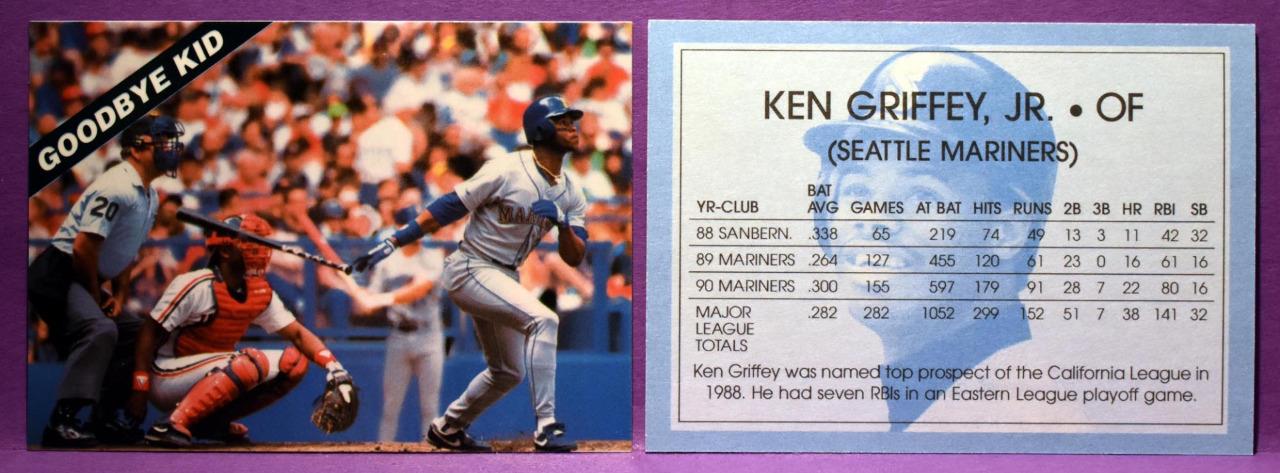 GOODBYE KID
20
MAR
KEN GRIFFEY, JR. • OF
(SEATTLE MARINERS)
YR-CLUB BAT AVG GAMES AT BAT HITS RUNS 2B 3B HR RBI SB
88 SANBERN. .338 65 219 74 49 13 3 11 42 32
89 MARINERS .264 127 455 120 61 23 0 16 61 16
90 MARINERS .300 155 597 179 91 28 7 22 80 16
MAJOR .282 282 1052 299 152 51 7 38 141 32
LEAGUE
TOTALS
Ken Griffey was named top prospect of the California League in
1988. He had seven RBIs in an Eastern League playoff game.